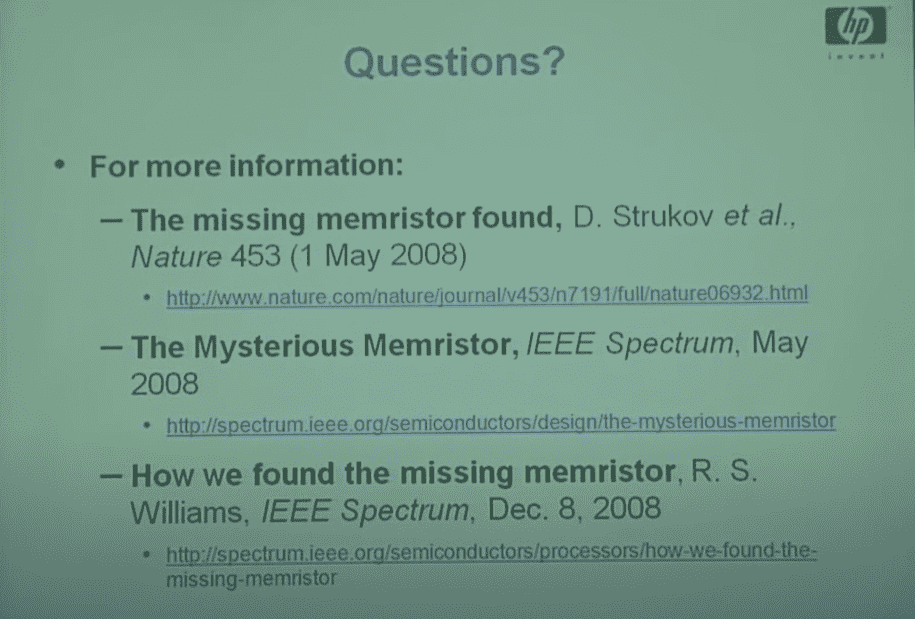 hp
invent
Questions?
• For more information:
– The missing memristor found, D. Strukov et al.,
Nature 453 (1 May 2008)
• http://www.nature.com/nature/journal/v453/n7191/full/nature06932.html
– The Mysterious Memristor, IEEE Spectrum, May
2008
• http://spectrum.ieee.org/semiconductors/design/the-mysterious-memristor
– How we found the missing memristor, R. S.
Williams, IEEE Spectrum, Dec. 8, 2008
• http://spectrum.ieee.org/semiconductors/processors/how-we-found-the-
missing-memristor